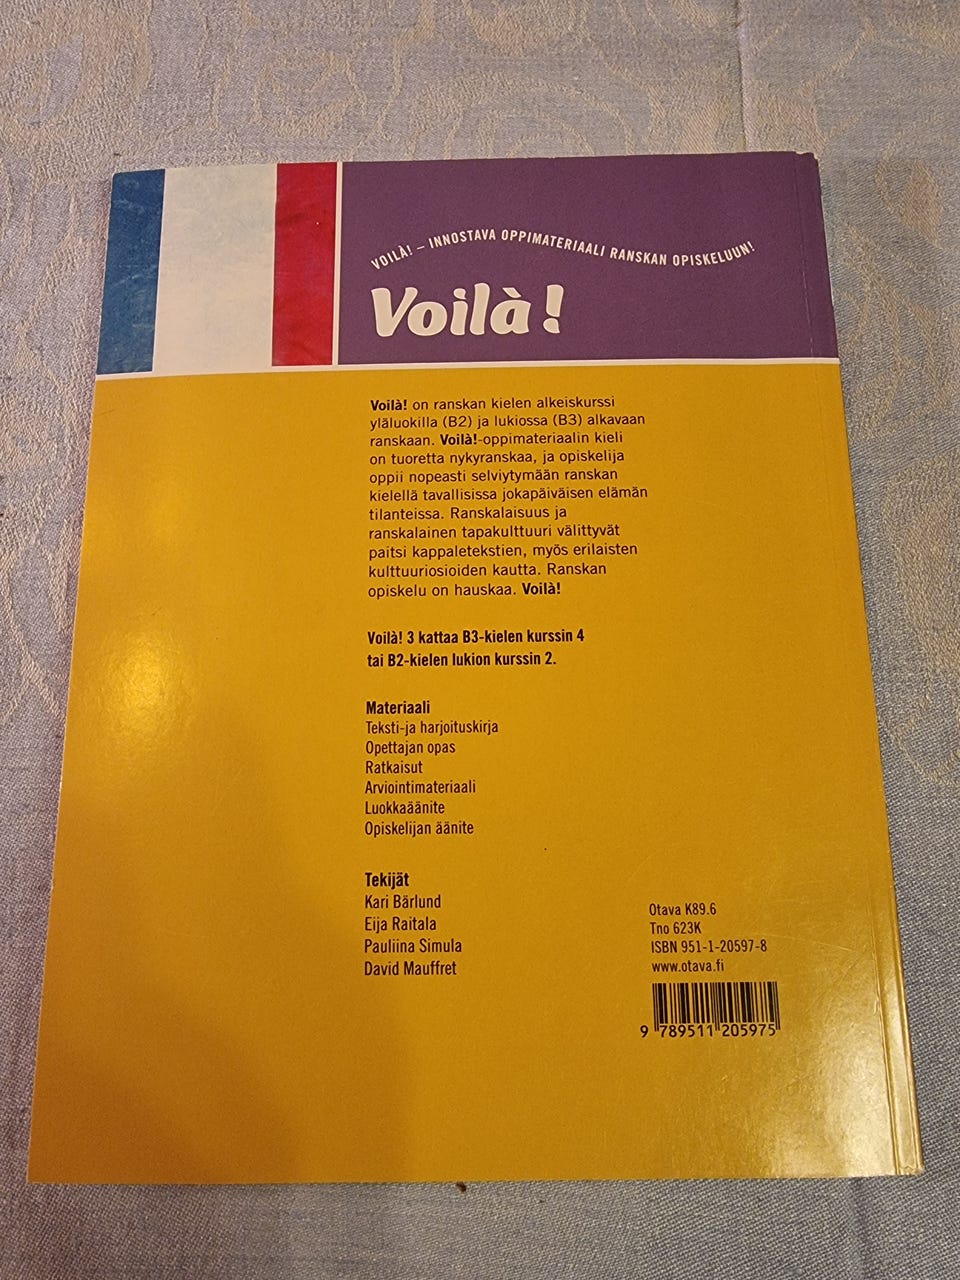 VOILÀ! – INNOSTAVA OPPIMATERIAALI RANSKAN OPISKELUUN!
Voilà!
Voilà! on ranskan kielen alkeiskurssi
yläluokilla (B2) ja lukiossa (B3) alkavaan
ranskaan. Voilà!-oppimateriaalin kieli
on tuoretta nykyranskaa, ja opiskelija
oppii nopeasti selviytymään ranskan
kielellä tavallisissa jokapäiväisen elämän
tilanteissa. Ranskalaisuus ja
ranskalainen tapakulttuuri välittyvät
paitsi kappaletekstien, myös erilaisten
kulttuuriosioiden kautta. Ranskan
opiskelu on hauskaa. Voilà!
Voilà! 3 kattaa B3-kielen kurssin 4
tai B2-kielen lukion kurssin 2.
Materiaali
Teksti-ja harjoituskirja
Opettajan opas
Ratkaisut
Arviointimateriaali
Luokkaäänite
Opiskelijan äänite
Tekijät
Kari Bärlund
Eija Raitala
Pauliina Simula
David Mauffret
Otava K89.6
Tno 623K
ISBN 951-1-20597-8
www.otava.fi
9 789511 205975